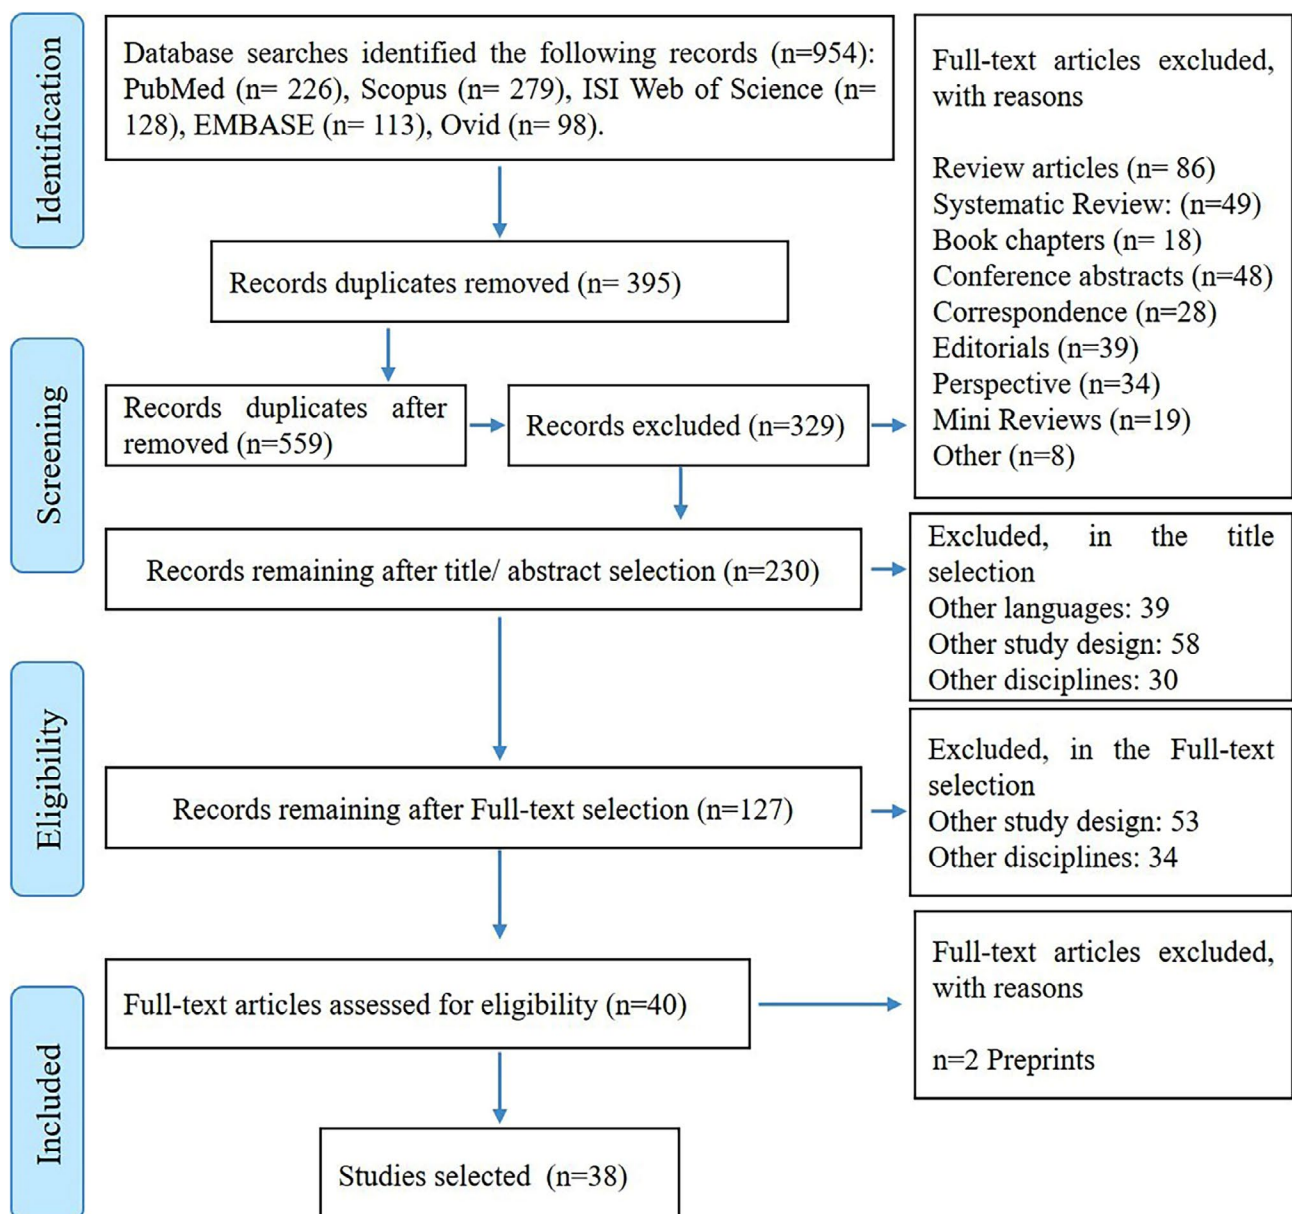 Identification
Database searches identified the following records (n=954):
PubMed (n= 226), Scopus (n= 279), ISI Web of Science (n=
128), EMBASE (n= 113), Ovid (n= 98).
Records duplicates removed (n= 395)
Full-text articles excluded,
with reasons
Review articles (n= 86)
Systematic Review: (n=49)
Book chapters (n= 18)
Conference abstracts (n=48)
Correspondence (n=28)
Editorials (n=39)
Perspective (n=34)
Mini Reviews (n=19)
Other (n=8)
Screening
Records duplicates after
removed (n=559)
Records excluded (n=329)
Records remaining after title/ abstract selection (n=230)
Excluded, in the title
selection
Other languages: 39
Other study design: 58
Other disciplines: 30
Eligibility
Records remaining after Full-text selection (n=127)
Excluded, in the Full-text
selection
Other study design: 53
Other disciplines: 34
Included
Full-text articles assessed for eligibility (n=40)
Full-text articles excluded,
with reasons
n=2 Preprints
Studies selected (n=38)